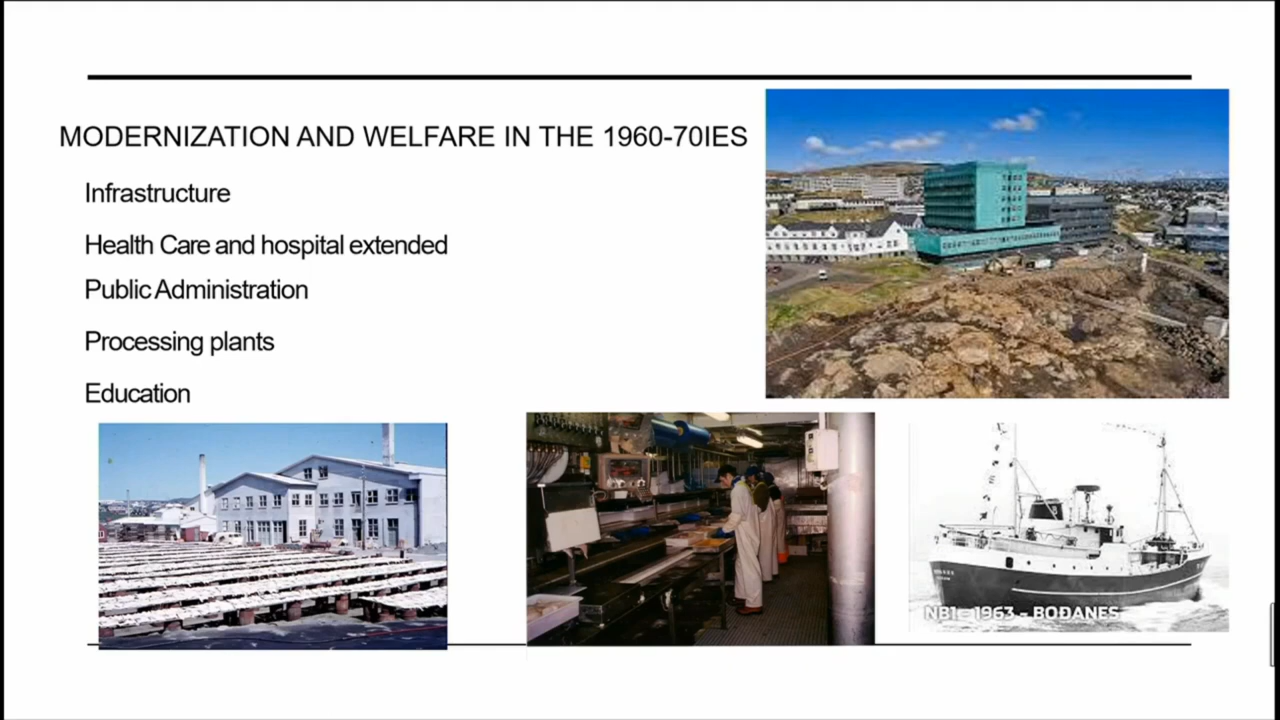 MODERNIZATION AND WELFARE IN THE 1960-70IES
Infrastructure
Health Care and hospital extended
Public Administration
Processing plants
Education
NB1 - 1963 - BOÐANES